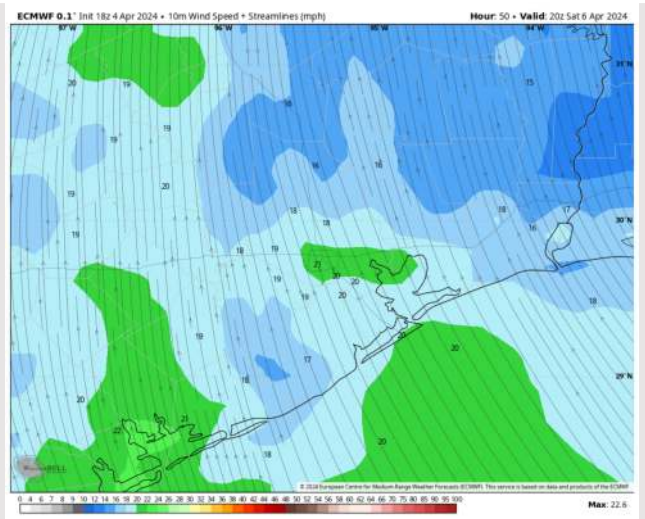 ECMWF 0.1° Init 18z 4 Apr 2024 • 10m Wind Speed + Streamlines (mph) Hour: 50 • Valid: 20z Sat 6 Apr 2024
97°W 96°W 95°W 94°W
31°N
20 19 15
18
19
19
16 16
20
19
18 18 17
18 30°N
19 16
18 19
21
20 20
19
19 20 18
19 20
20
17
18 29°N
20
21
22 20
18
© 2024 European Centre for Medium-Range Weather Forecasts (ECMWF). This service is based on data and products of the ECMWF
0 4 6 7 8 9 10 12 14 16 18 20 22 24 26 28 30 32 34 36 38 40 42 44 46 48 50 52 54 56 58 60 65 70 75 80 85 90 95 100
Max: 22.6